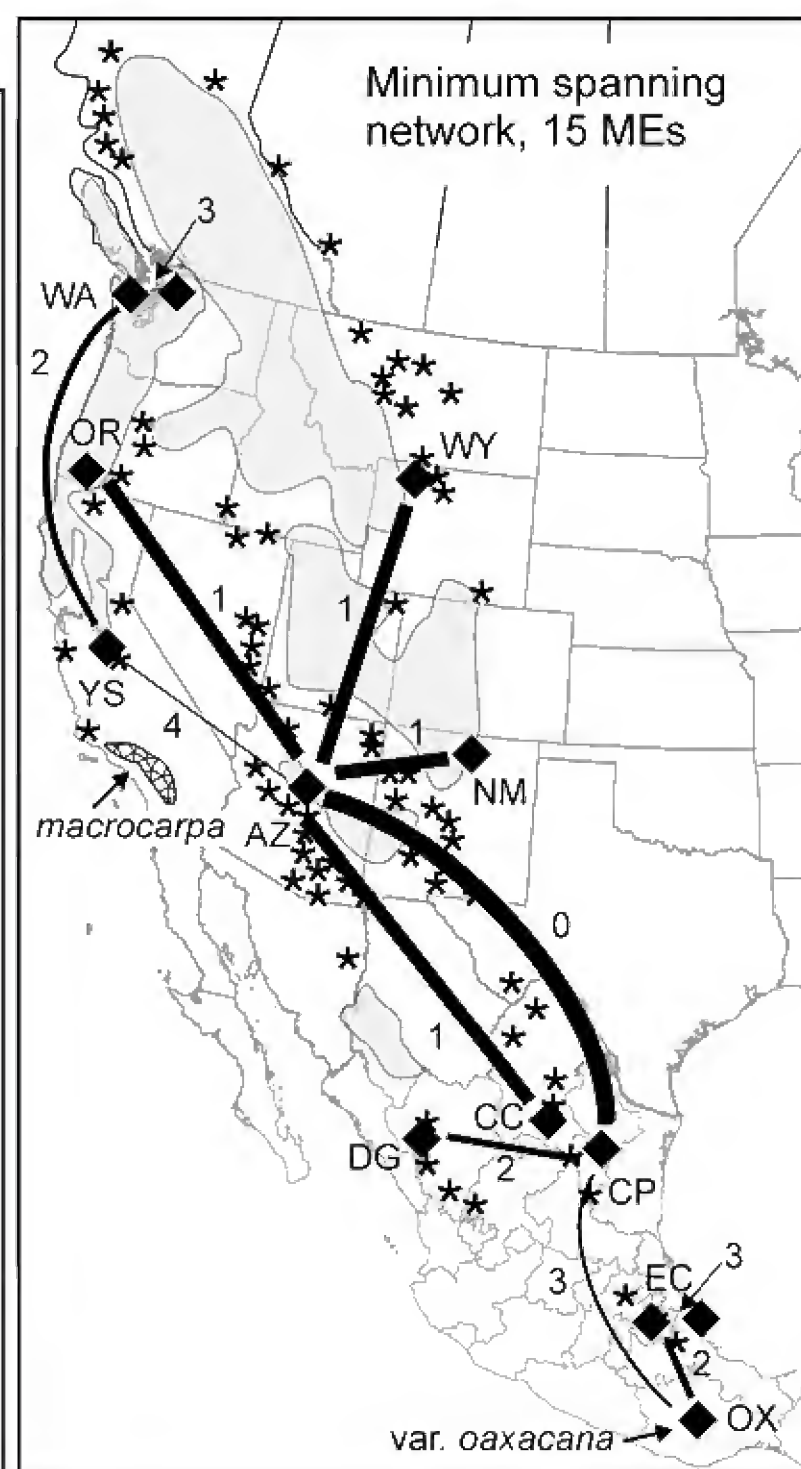 Minimum spanning
network, 15 MEs
3
WA
2
OR
WY
1
1
YS
4
1
NM
macrocarpa
AZ
0
1
CC
DG
2
CP
3
EC
3
2
OX
var. oaxacana